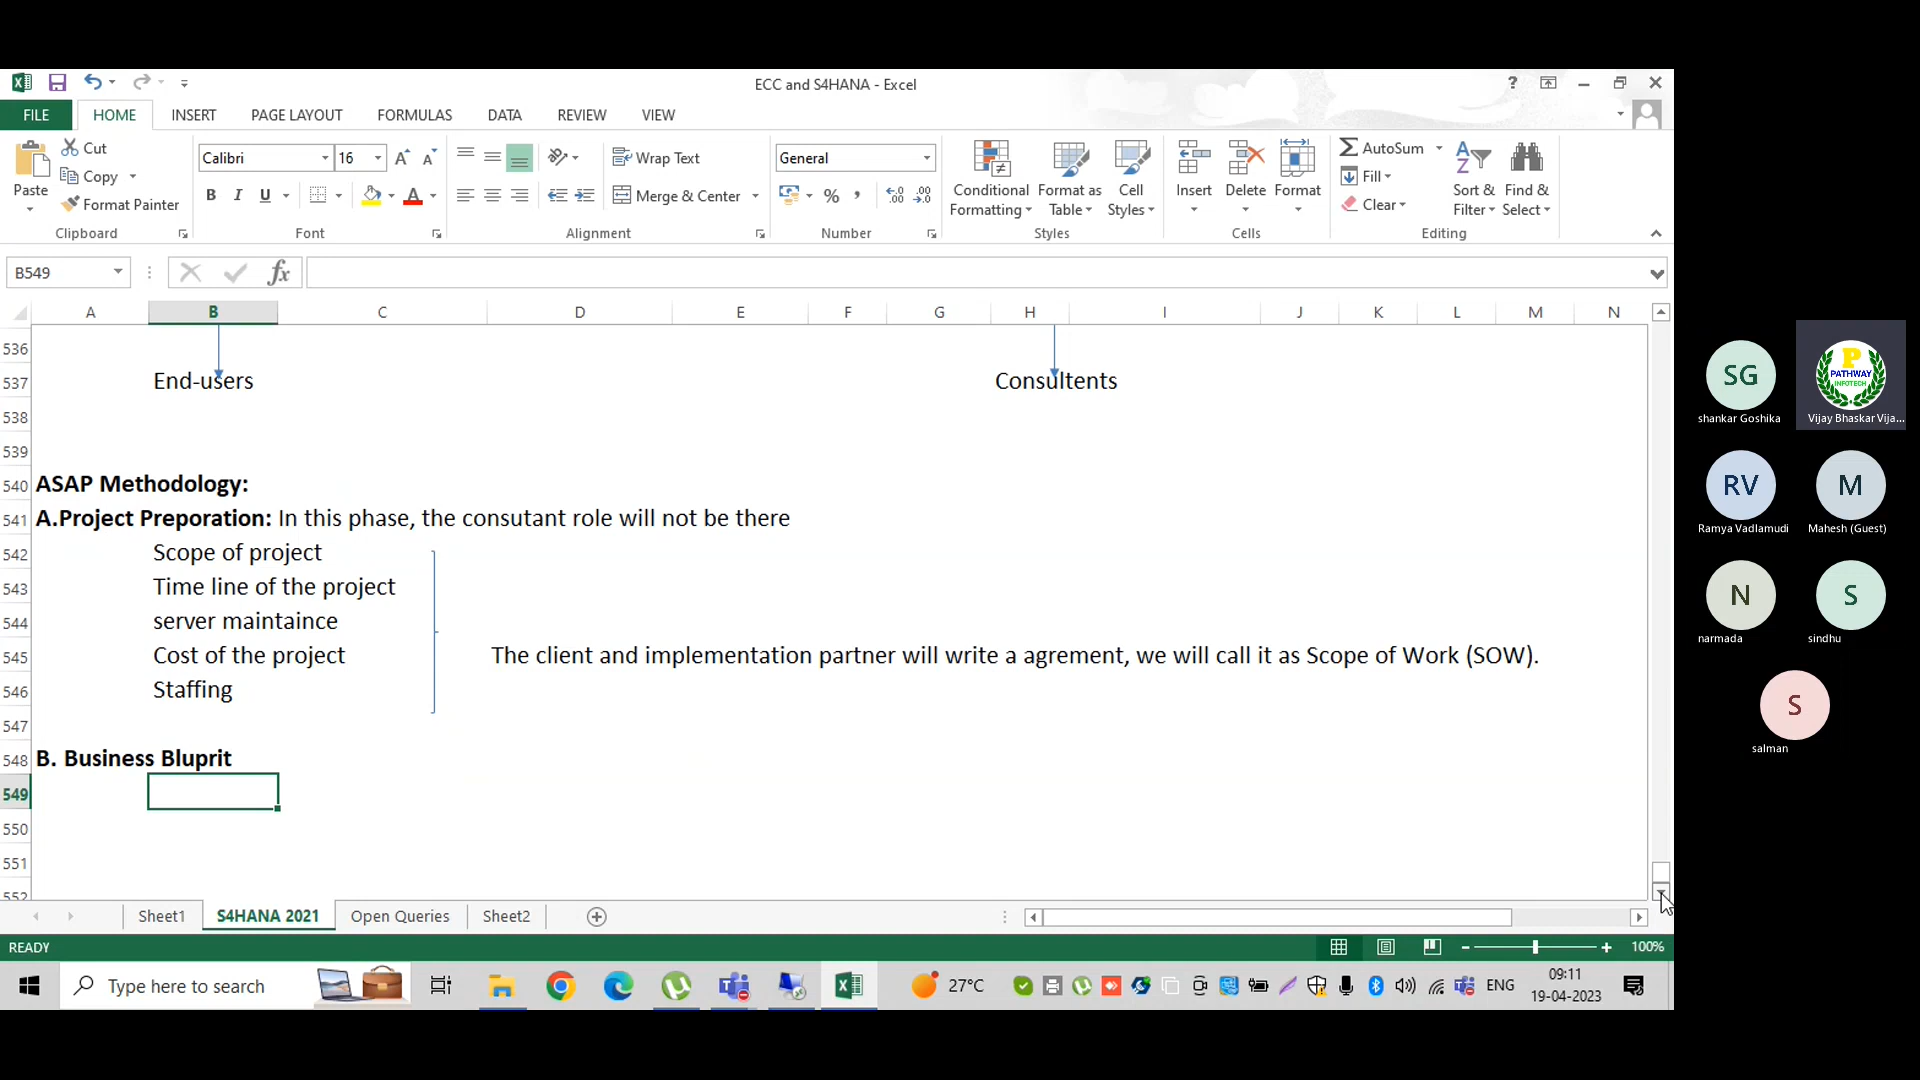 ECC and S4HANA - Excel
?
FILE HOME INSERT PAGE LAYOUT FORMULAS DATA REVIEW VIEW
Paste
Cut
Copy
Format Painter
Clipboard
Calibri 16
B I U
Font
Wrap Text
Merge & Center
Alignment
General
%
Number
Conditional Formatting
Format as Table
Cell Styles
Styles
Insert Delete Format
Cells
AutoSum
Fill
Clear
Sort & Filter
Find & Select
Editing
B549
fx
A B C D E F G H I J K L M N
536
537 End-users Consultents
538
539
540 ASAP Methodology:
541 A.Project Preporation: In this phase, the consutant role will not be there
542 Scope of project
543 Time line of the project
544 server maintaince
545 Cost of the project The client and implementation partner will write a agrement, we will call it as Scope of Work (SOW).
546 Staffing
547
548 B. Business Bluprit
549
550
551
552
Sheet1 S4HANA 2021 Open Queries Sheet2
READY
100%
Type here to search
27°C
ENG
09:11
19-04-2023
SG
shankar Goshika
P
PATHWAY
INFOTECH
Vijay Bhaskar Vija...
RV
Ramya Vadlamudi
M
Mahesh (Guest)
N
narmada
S
sindhu
S
salman